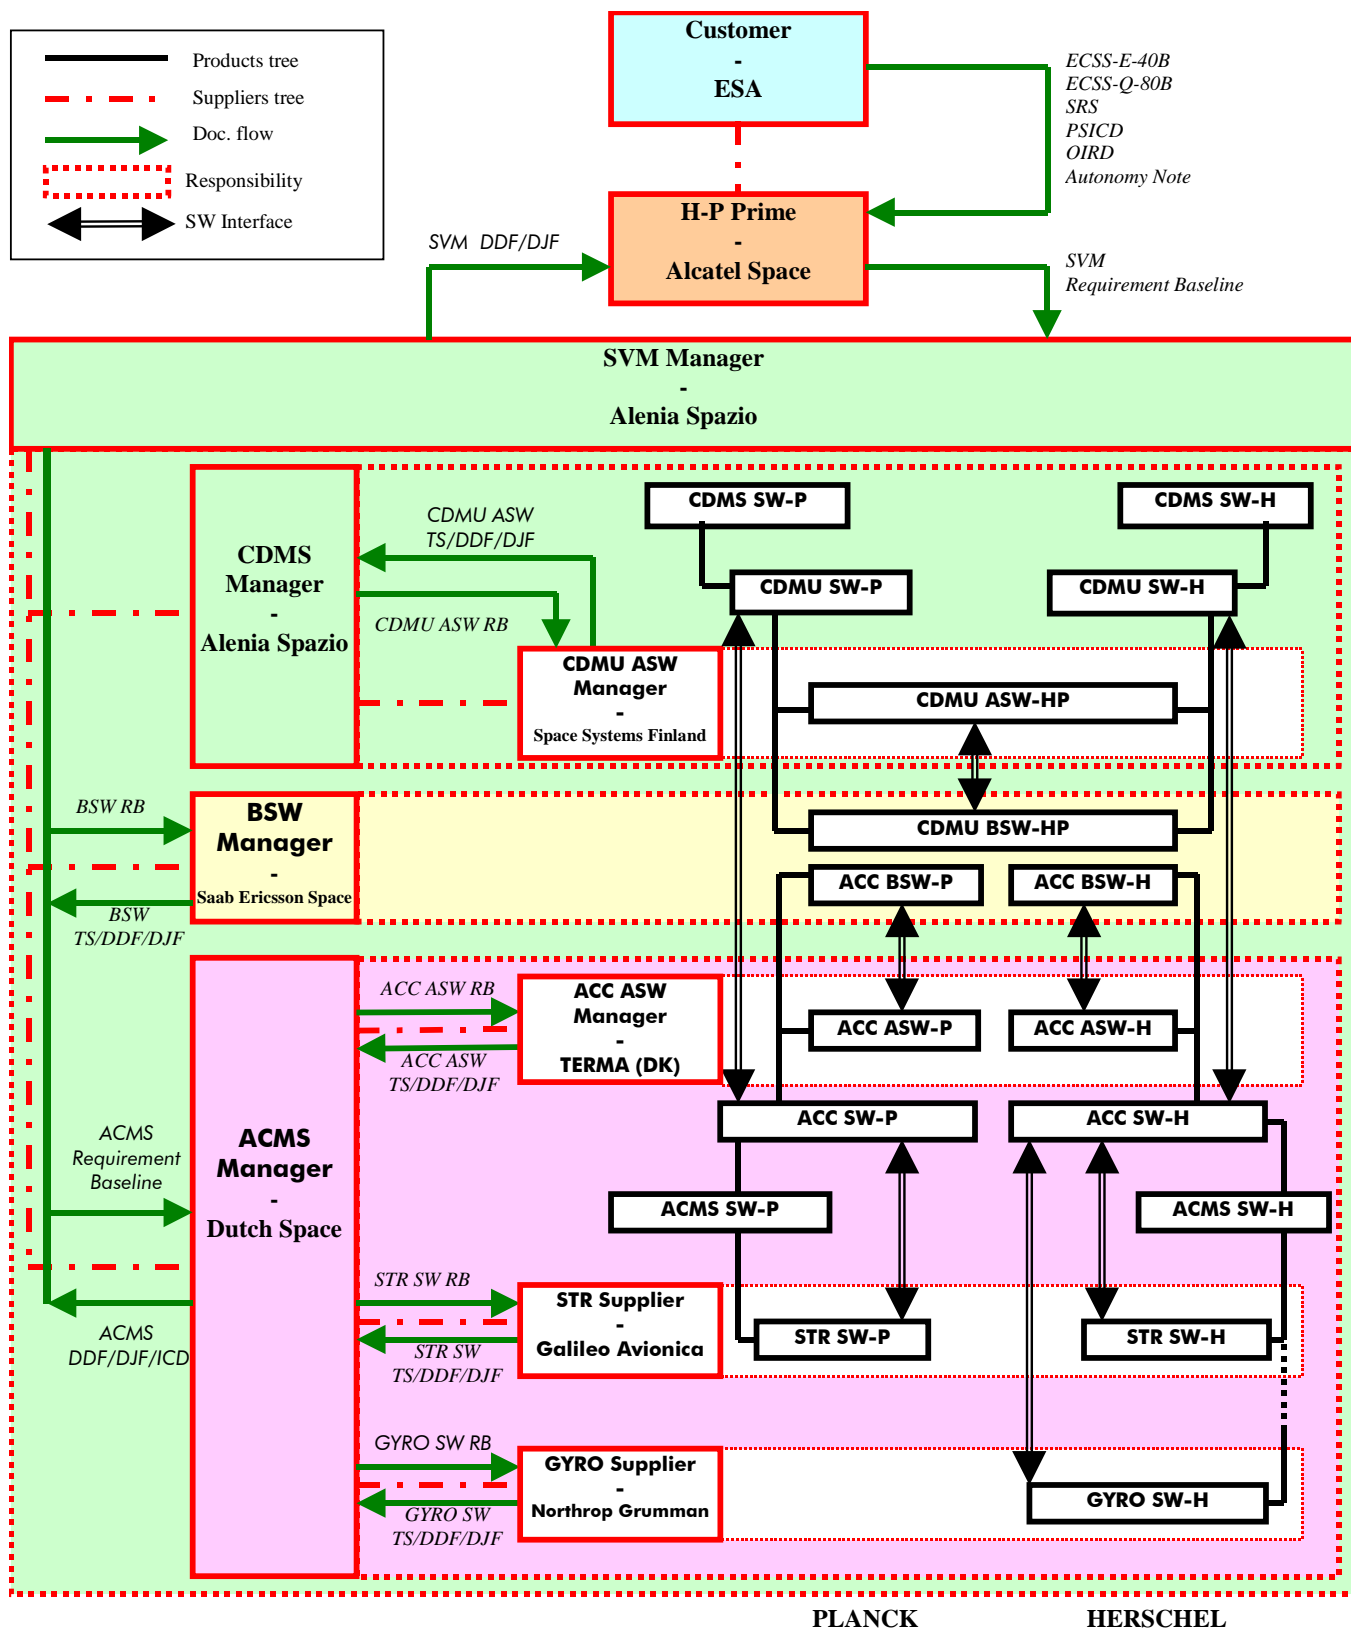 Products tree
Suppliers tree
Doc. flow
Responsibility
SW Interface
Customer
-
ESA
ECSS-E-40B
ECSS-Q-80B
SRS
PSICD
OIRD
Autonomy Note
H-P Prime
-
Alcatel Space
SVM DDF/DJF
SVM
Requirement Baseline
SVM Manager
-
Alenia Spazio
CDMS
Manager
-
Alenia Spazio
CDMU ASW
TS/DDF/DJF
CDMU ASW RB
CDMU ASW
Manager
-
Space Systems Finland
CDMS SW-P
CDMS SW-H
CDMU SW-P
CDMU SW-H
CDMU ASW-HP
BSW RB
BSW
Manager
-
Saab Ericsson Space
BSW
TS/DDF/DJF
CDMU BSW-HP
ACC BSW-P
ACC BSW-H
ACMS
Manager
-
Dutch Space
ACC ASW RB
ACC ASW
TS/DDF/DJF
ACC ASW
Manager
-
TERMA (DK)
ACC ASW-P
ACC ASW-H
ACC SW-P
ACC SW-H
ACMS
Requirement
Baseline
ACMS SW-P
ACMS SW-H
ACMS
DDF/DJF/ICD
STR SW RB
STR SW
TS/DDF/DJF
STR Supplier
-
Galileo Avionica
STR SW-P
STR SW-H
GYRO SW RB
GYRO SW
TS/DDF/DJF
GYRO Supplier
-
Northrop Grumman
GYRO SW-H
PLANCK
HERSCHEL